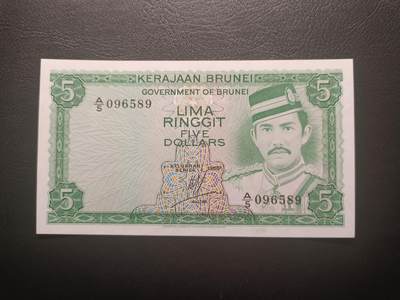 KERAJAAN BRUNEI
GOVERNMENT OF BRUNEI
5
5
A/5 096589
LIMA
RINGGIT
FIVE
DOLLARS
A/5 096589
5
5